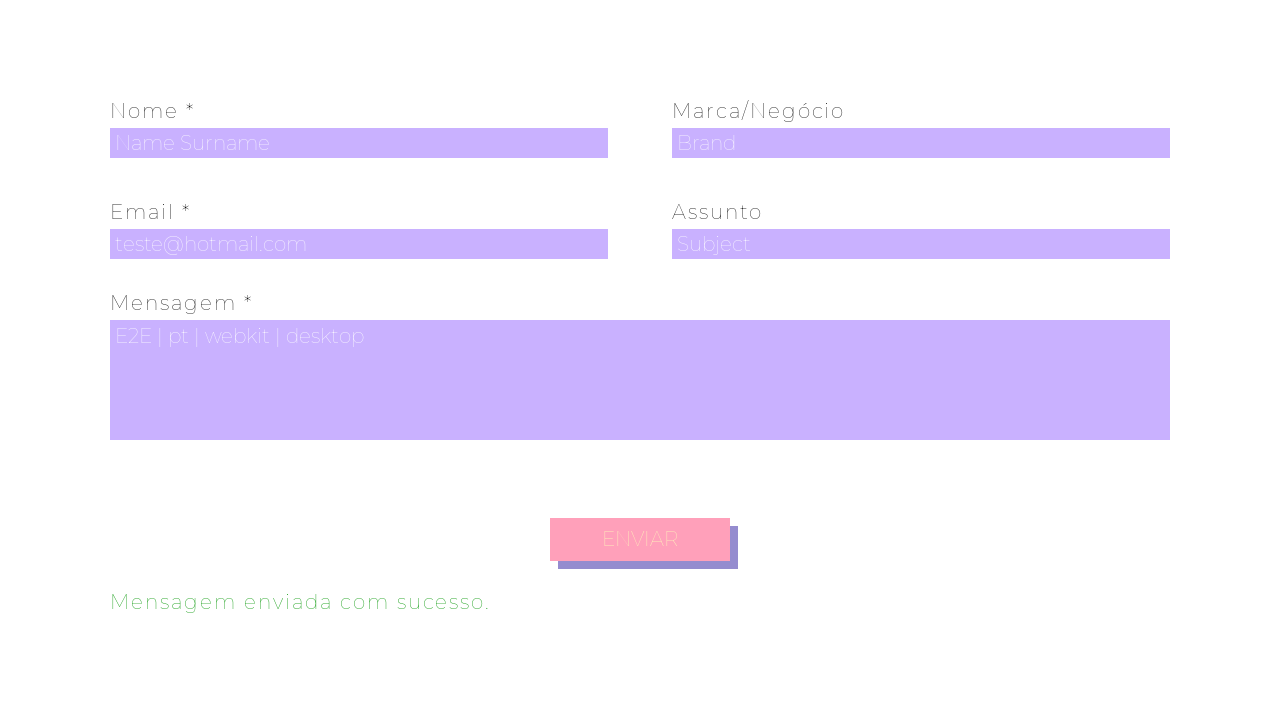 Nome *
Name Surname
Marca/Negócio
Brand
Email *
teste@hotmail.com
Assunto
Subject
Mensagem *
E2E | pt | webkit | desktop
ENVIAR
Mensagem enviada com sucesso.